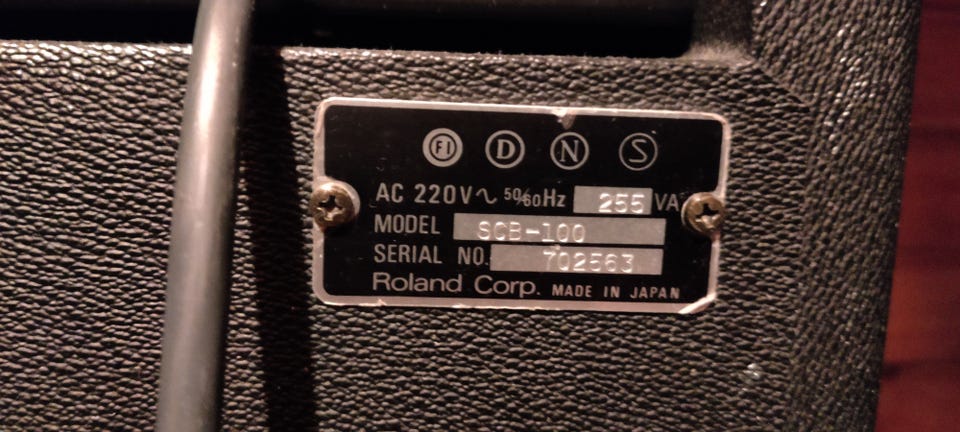 FI D N S
AC 220V~ 50/60Hz 255 VA
MODEL SCB-100
SERIAL NO. 702563
Roland Corp. MADE IN JAPAN